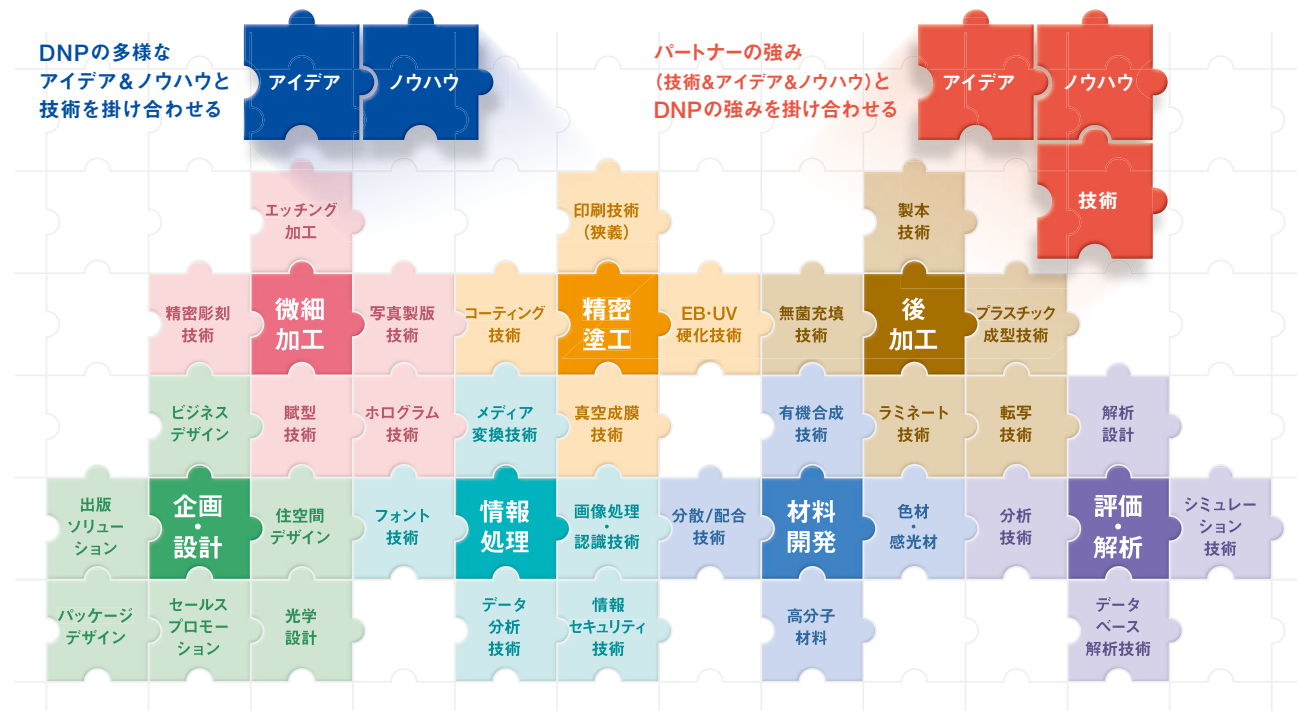 DNPの多様な
アイデア&ノウハウと
技術を掛け合わせる
アイデア
ノウハウ
パートナーの強み
（技術&アイデア&ノウハウ）と
DNPの強みを掛け合わせる
アイデア
ノウハウ
技術
エッチング
加工
印刷技術
（狭義）
製本
技術
精密彫刻
技術
微細
加工
写真製版
技術
コーティング
技術
精密
塗工
EB・UV
硬化技術
無菌充填
技術
後
加工
プラスチック
成型技術
ビジネス
デザイン
賦型
技術
ホログラム
技術
メディア
変換技術
真空成膜
技術
有機合成
技術
ラミネート
技術
転写
技術
解析
設計
出版
ソリュー
ション
企画
・
設計
住空間
デザイン
フォント
技術
情報
処理
画像処理
・
認識技術
分散/配合
技術
材料
開発
色材
・
感光材
分析
技術
評価
・
解析
シミュレー
ション
技術
パッケージ
デザイン
セールス
プロモー
ション
光学
設計
データ
分析
技術
情報
セキュリティ
技術
高分子
材料
データ
ベース
解析技術